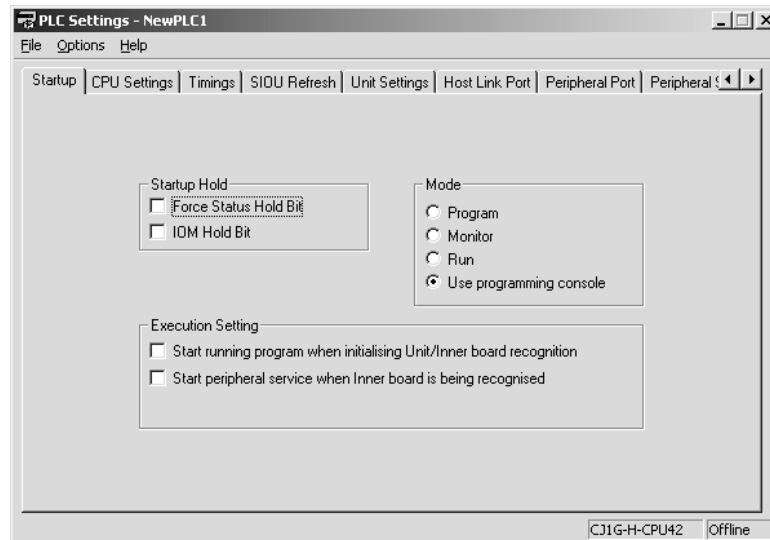 PLC Settings - NewPLC1
File Options Help
Startup CPU Settings Timings SIOU Refresh Unit Settings Host Link Port Peripheral Port Peripheral
Startup Hold
Force Status Hold Bit
IOM Hold Bit
Mode
Program
Monitor
Run
Use programming console
Execution Setting
Start running program when initialising Unit/Inner board recognition
Start peripheral service when Inner board is being recognised
CJ1G-H-CPU42 Offline